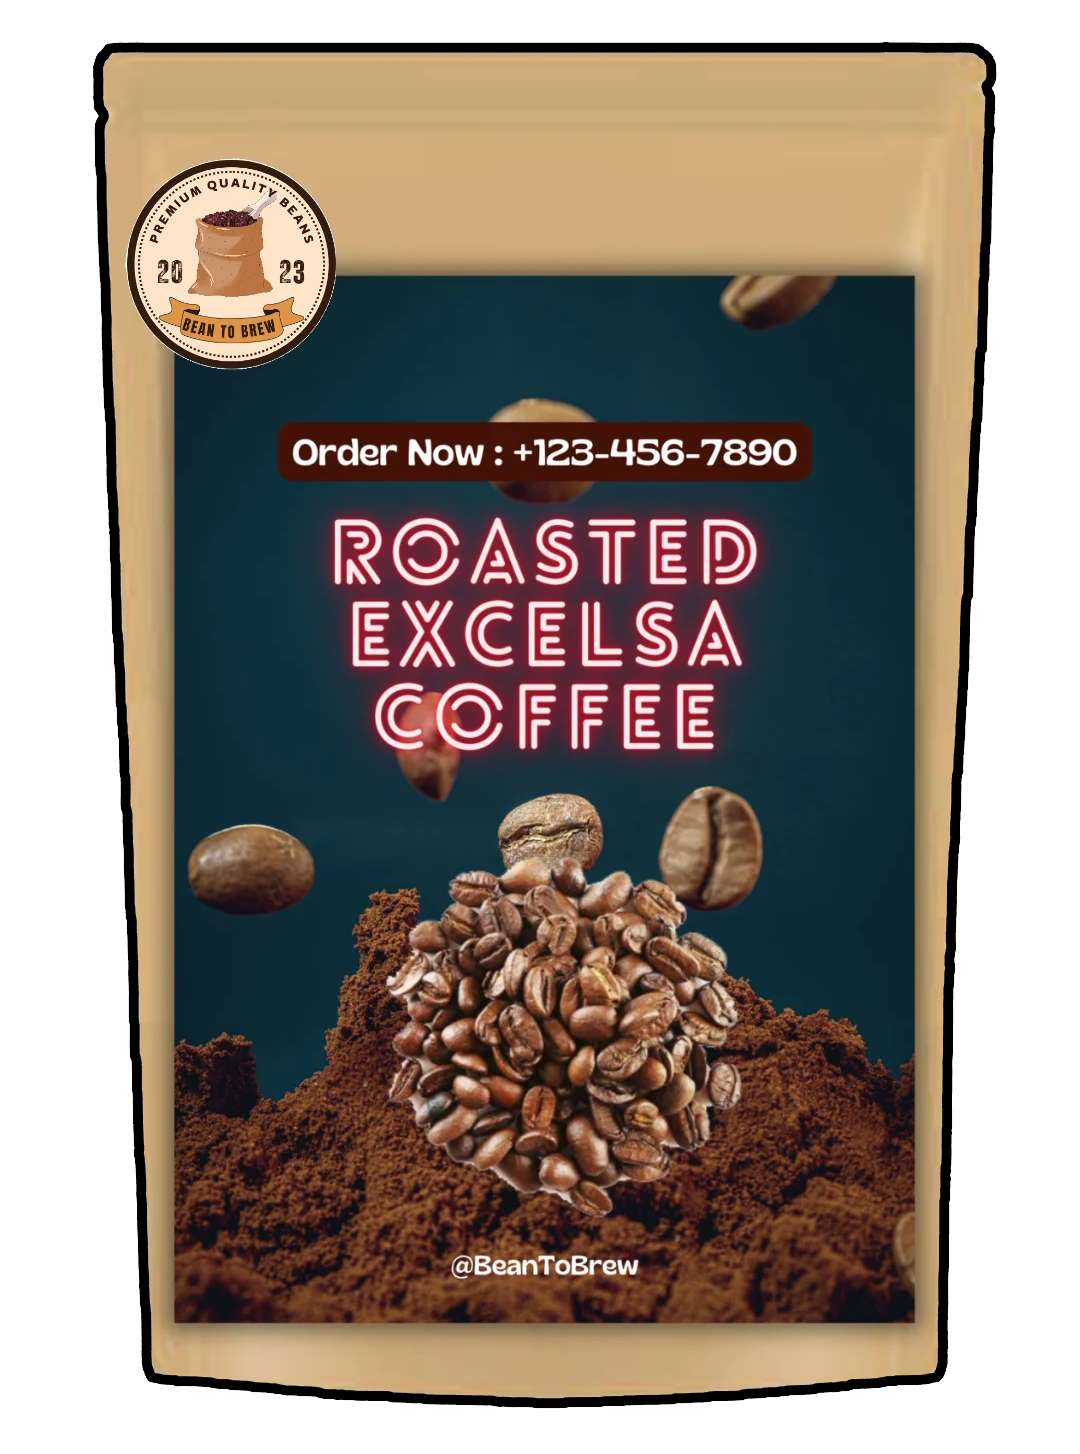 PREMIUM QUALITY BEANS
20 23
BEAN TO BREW
Order Now : +123-456-7890
ROASTED
EXCELSA
COFFEE
@BeanToBrew